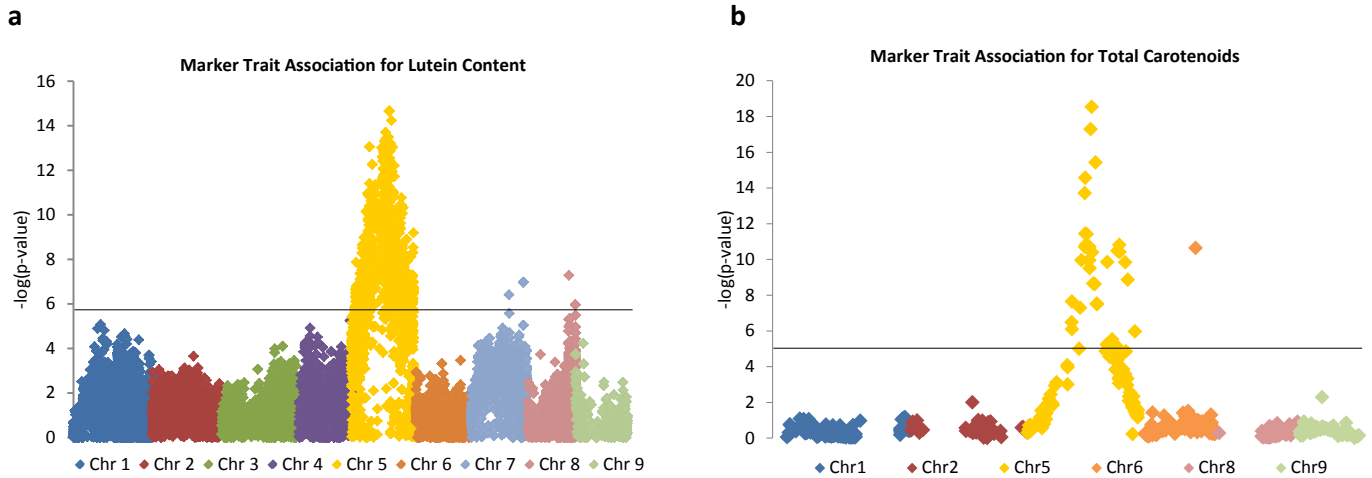 a
Marker Trait Association for Lutein Content
16
14
12
10
8
6
4
2
0
-log(p-value)
Chr 1 Chr 2 Chr 3 Chr 4 Chr 5 Chr 6 Chr 7 Chr 8 Chr 9
b
Marker Trait Association for Total Carotenoids
20
18
16
14
12
10
8
6
4
2
0
-log(p-value)
Chr1 Chr2 Chr5 Chr6 Chr8 Chr9